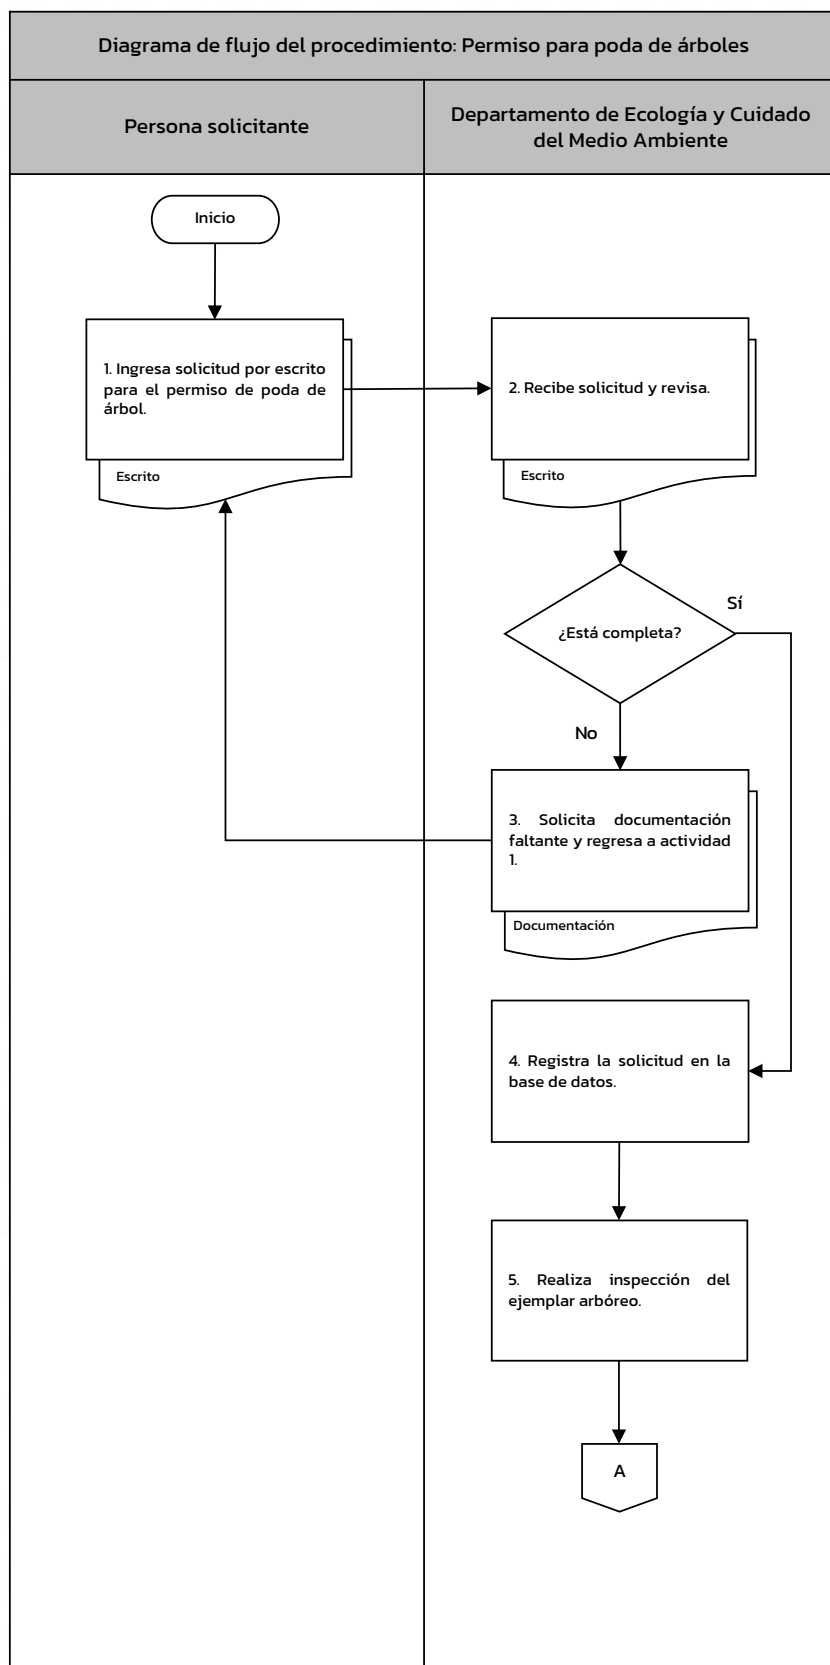 Diagrama de flujo del procedimiento: Permiso para poda de árboles
Persona solicitante
Departamento de Ecología y Cuidado
del Medio Ambiente
Inicio
1. Ingresa solicitud por escrito
para el permiso de poda de
árbol.
Escrito
2. Recibe solicitud y revisa.
Escrito
¿Está completa?
Sí
No
3. Solicita documentación
faltante y regresa a actividad
1.
Documentación
4. Registra la solicitud en la
base de datos.
5. Realiza inspección del
ejemplar arbóreo.
A